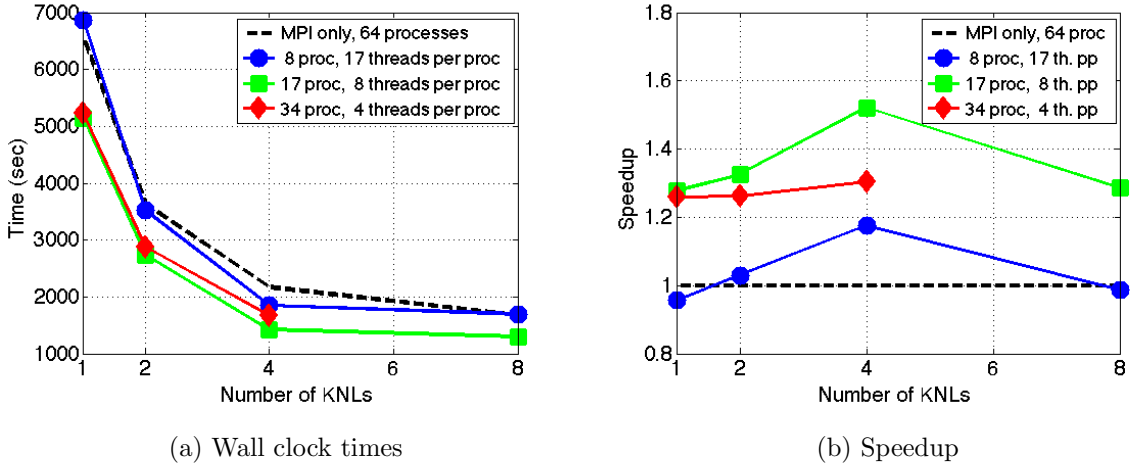 7000
6000
5000
4000
3000
2000
1000
Time (sec)
1
2
4
6
8
Number of KNLs
MPI only, 64 processes
8 proc, 17 threads per proc
17 proc, 8 threads per proc
34 proc, 4 threads per proc
(a) Wall clock times
1.8
1.6
1.4
1.2
1
0.8
Speedup
1
2
4
6
8
Number of KNLs
MPI only, 64 proc
8 proc, 17 th. pp
17 proc, 8 th. pp
34 proc, 4 th. pp
(b) Speedup